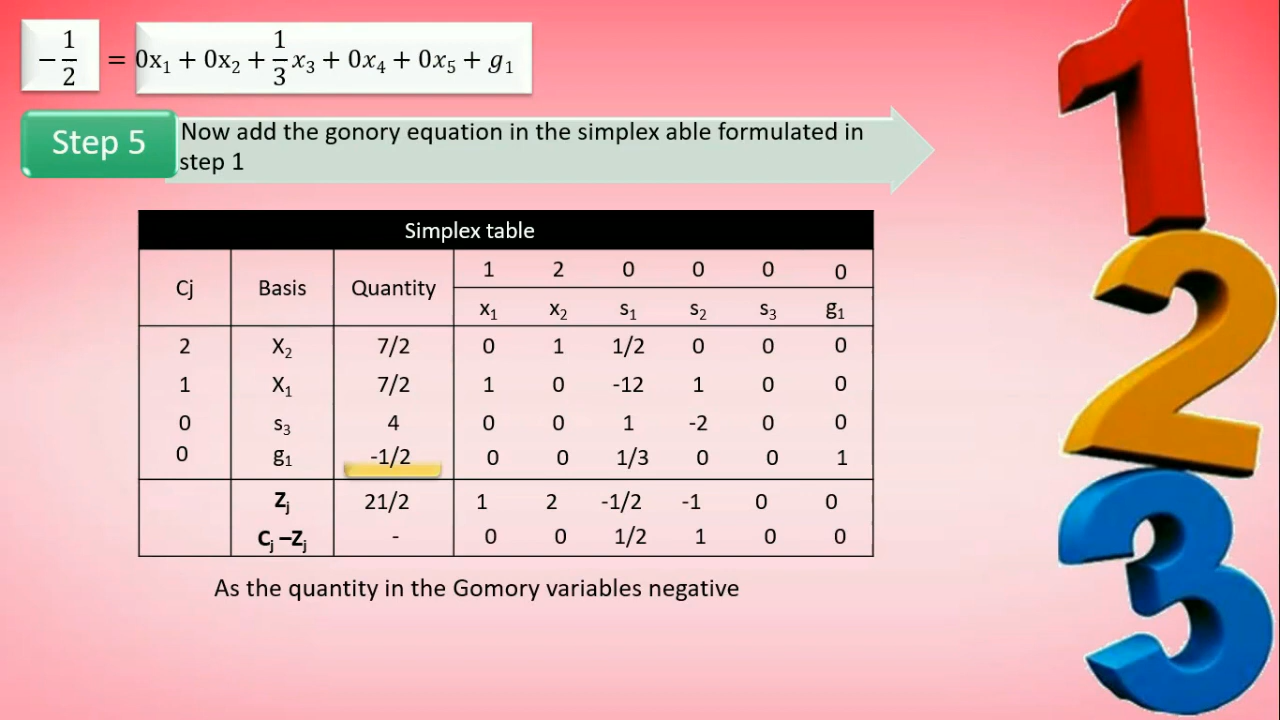 −1/2 = 0x₁ + 0x₂ + 1/3 x₃ + 0x₄ + 0x₅ + g₁
Step 5
Now add the gonory equation in the simplex able formulated in
step 1
Simplex table
Cj Basis Quantity 1 2 0 0 0 0
x₁ x₂ s₁ s₂ s₃ g₁
2 X₂ 7/2 0 1 1/2 0 0 0
1 X₁ 7/2 1 0 -12 1 0 0
0 s₃ 4 0 0 1 -2 0 0
0 g₁ -1/2 0 0 1/3 0 0 1
Zⱼ 21/2 1 2 -1/2 -1 0 0
Cⱼ –Zⱼ - 0 0 1/2 1 0 0
As the quantity in the Gomory variables negative
1
2
3